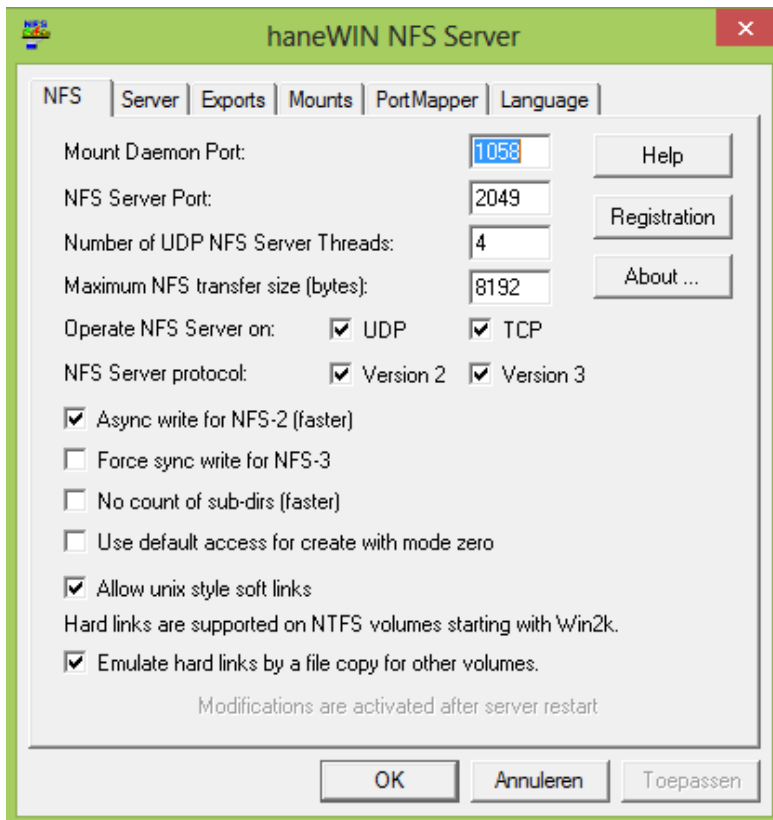 haneWIN NFS Server
NFS Server Exports Mounts PortMapper Language
Mount Daemon Port: 1058 Help
NFS Server Port: 2049 Registration
Number of UDP NFS Server Threads: 4
Maximum NFS transfer size (bytes): 8192 About ...
Operate NFS Server on: UDP TCP
NFS Server protocol: Version 2 Version 3
Async write for NFS-2 (faster)
Force sync write for NFS-3
No count of sub-dirs (faster)
Use default access for create with mode zero
Allow unix style soft links
Hard links are supported on NTFS volumes starting with Win2k.
Emulate hard links by a file copy for other volumes.
Modifications are activated after server restart
OK Annuleren Toepassen